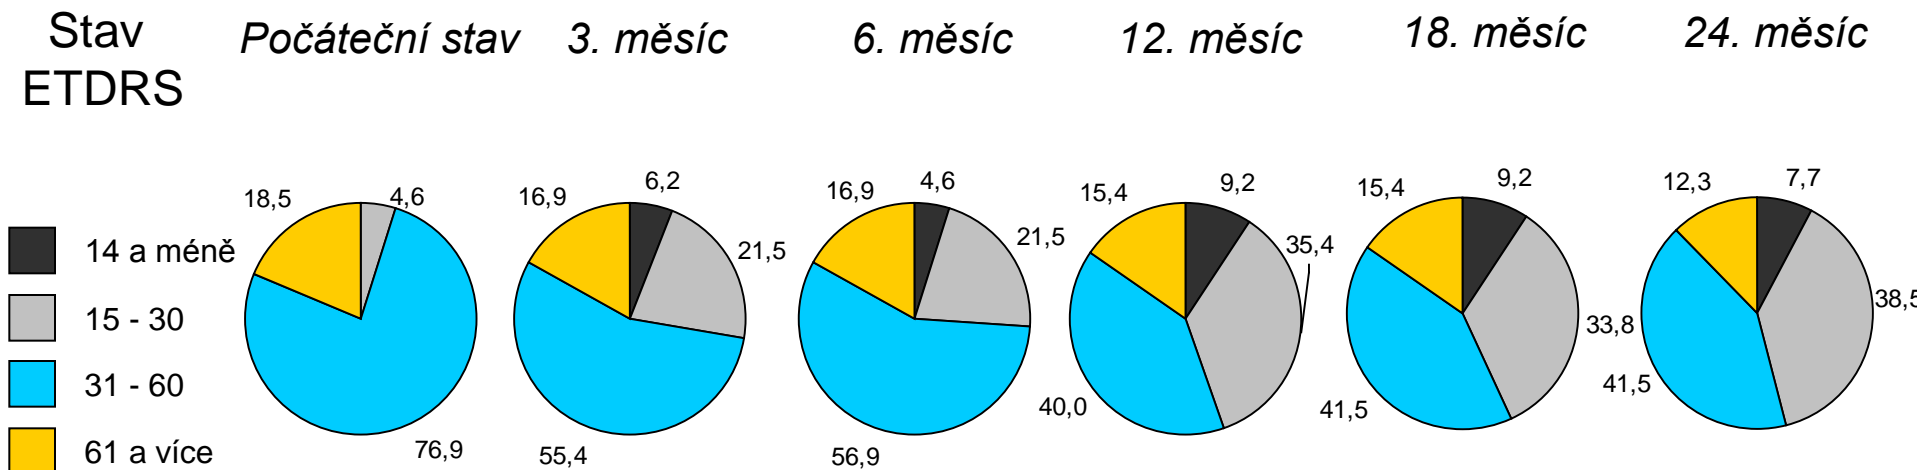 Stav
ETDRS
Počáteční stav
3. měsíc
6. měsíc
12. měsíc
18. měsíc
24. měsíc
14 a méně
15 - 30
31 - 60
61 a více
18,5
4,6
76,9
16,9
6,2
21,5
55,4
16,9
4,6
21,5
56,9
15,4
9,2
35,4
40,0
15,4
9,2
33,8
41,5
12,3
7,7
38,5
41,5